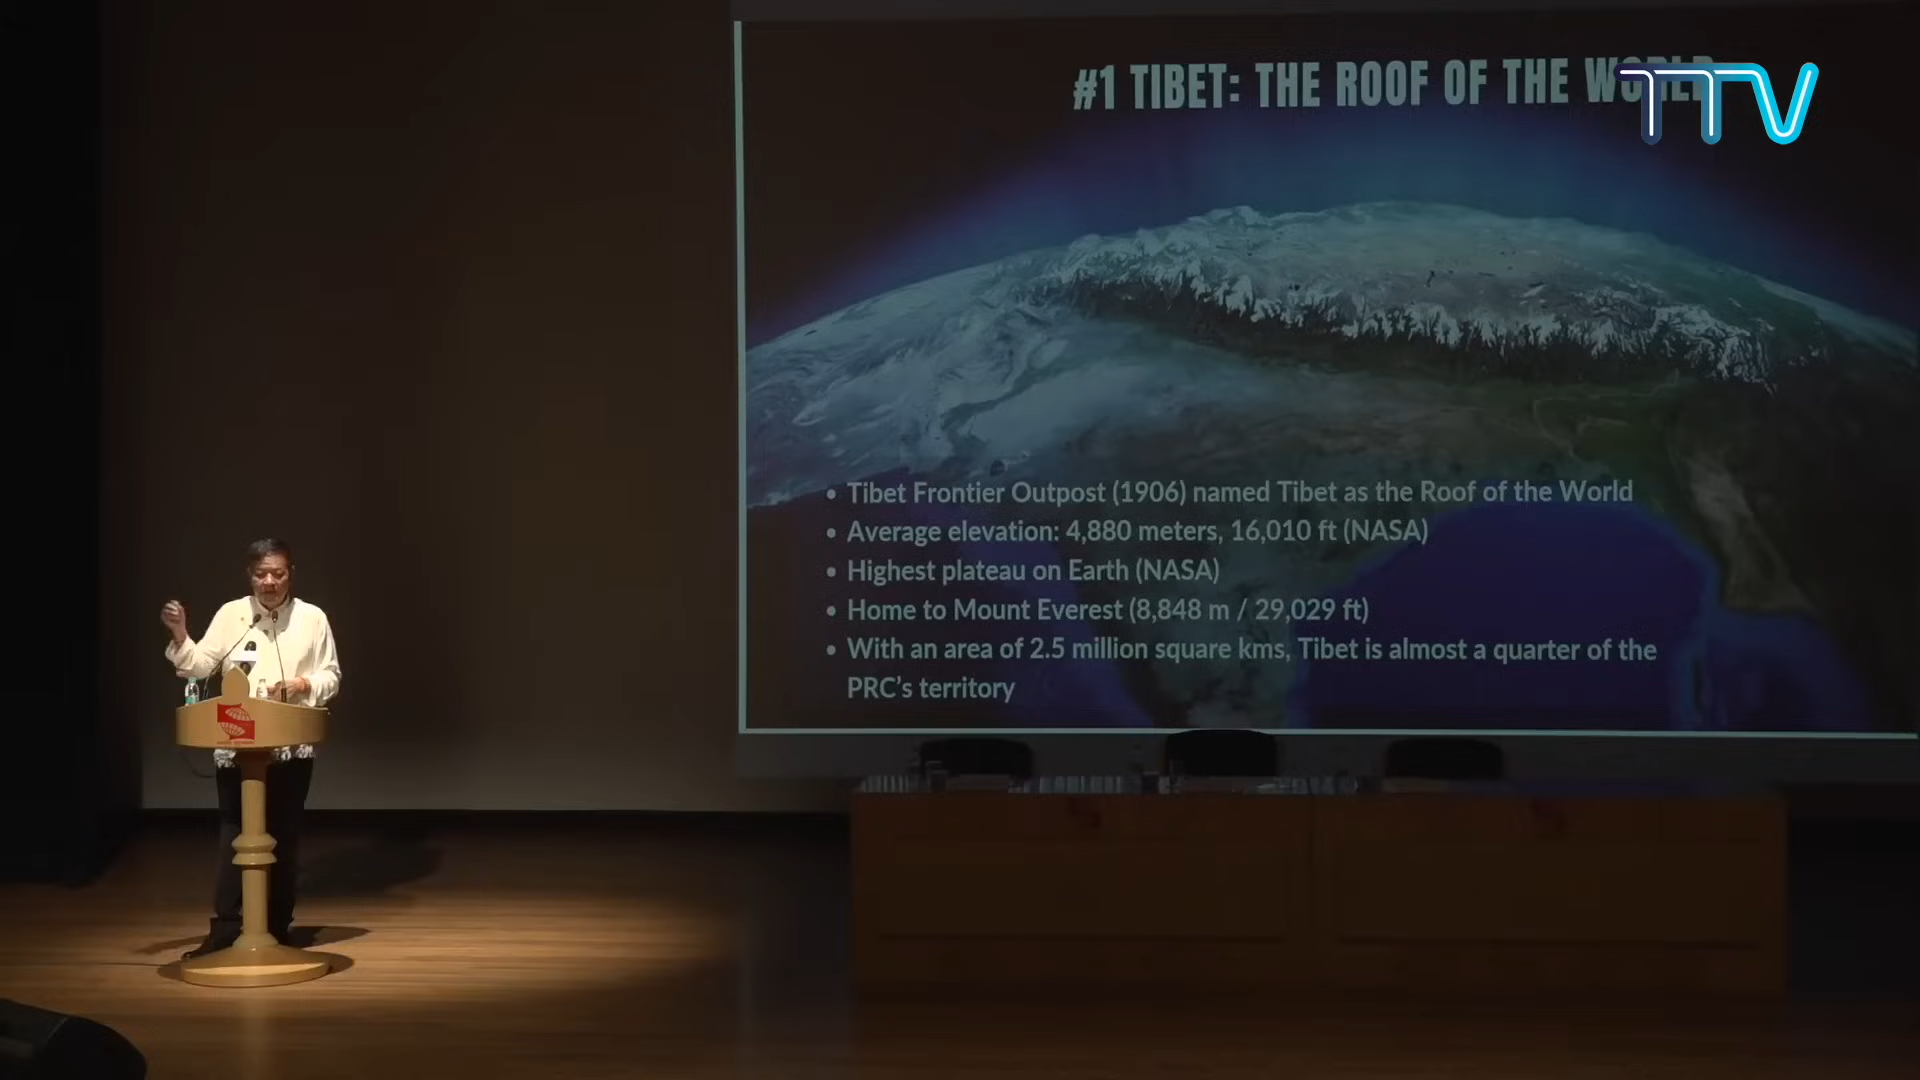 #1 TIBET: THE ROOF OF THE WORLD
TTV
• Tibet Frontier Outpost (1906) named Tibet as the Roof of the World
• Average elevation: 4,880 meters, 16,010 ft (NASA)
• Highest plateau on Earth (NASA)
• Home to Mount Everest (8,848 m / 29,029 ft)
• With an area of 2.5 million square kms, Tibet is almost a quarter of the
PRC's territory